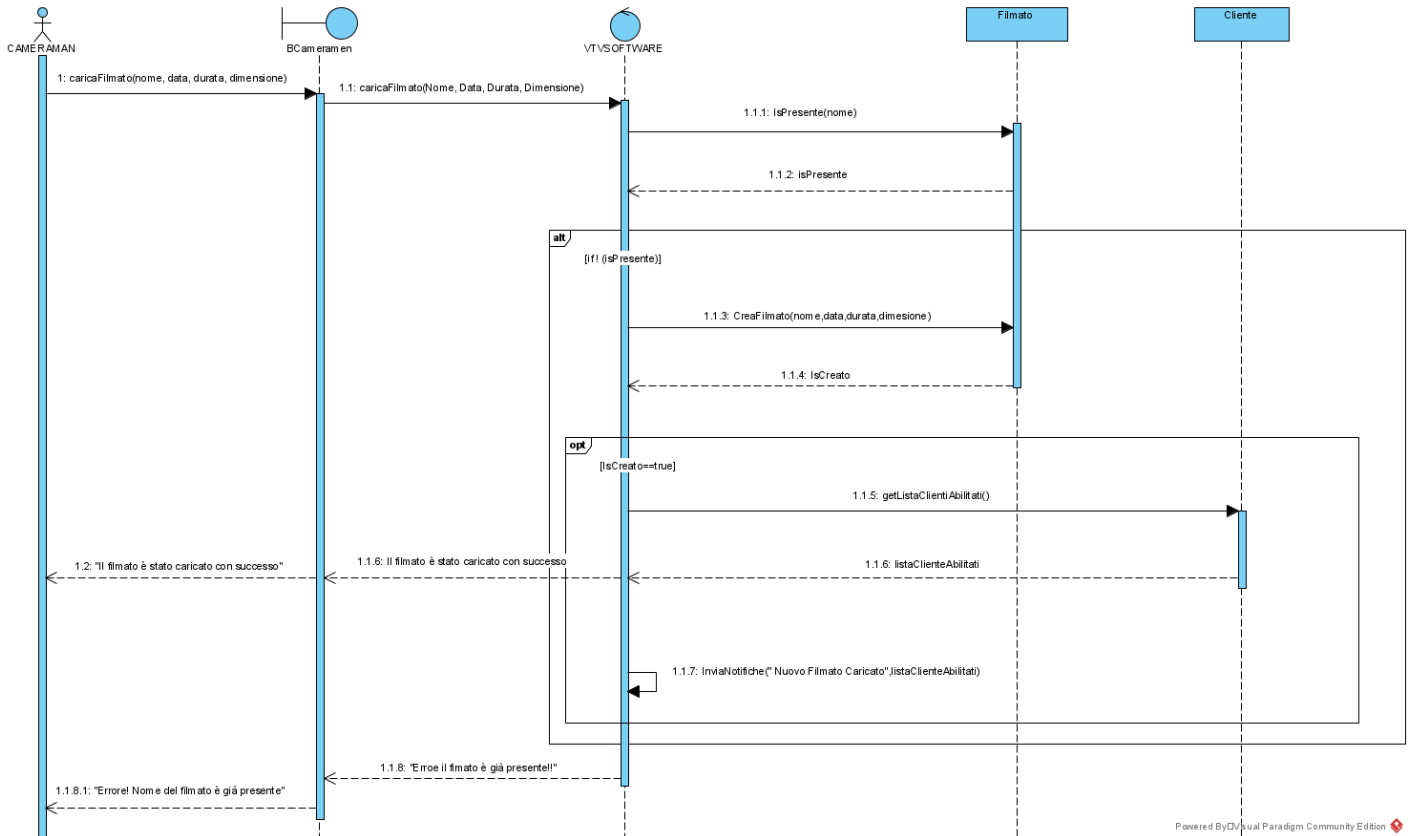 Filmato
Cliente
CAMERAMAN
BCameramen
VTVSOFTWARE
1: caricaFilmato(nome, data, durata, dimensione)
1.1: caricaFilmato(Nome, Data, Durata, Dimensione)
1.1.1: IsPresente(nome)
1.1.2: isPresente
alt
[if! (isPresente)]
1.1.3: CreaFilmato(nome,data,durata,dimesione)
1.1.4: IsCreato
opt
[IsCreato==true]
1.1.5: getListaClientiAbilitati()
1.2: "Il filmato è stato caricato con successo"
1.1.6: Il filmato è stato caricato con successo
1.1.6: listaClienteAbilitati
1.1.7: InviaNotifiche(" Nuovo Filmato Caricato",listaClienteAbilitati)
1.1.8: "Erroe il fimato è già presente!!"
1.1.8.1: "Errore! Nome del filmato è già presente"
Powered By Visual Paradigm Community Edition